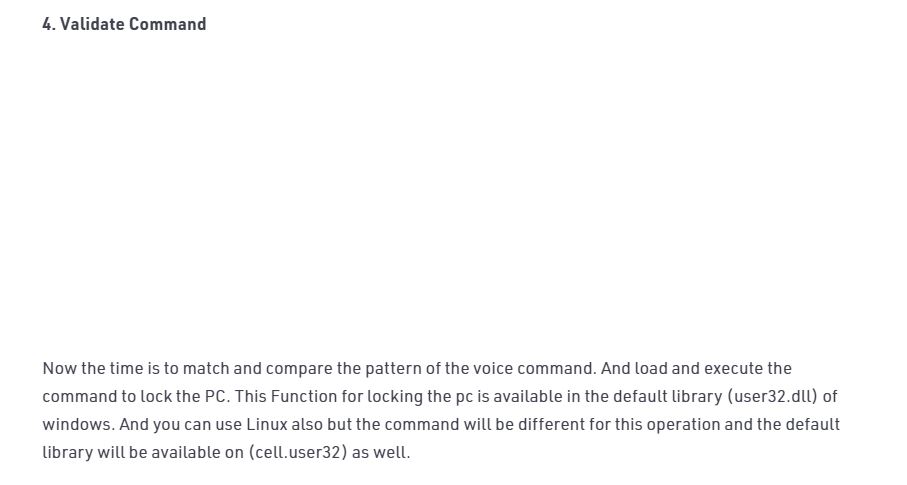 4. Validate Command
Now the time is to match and compare the pattern of the voice command. And load and execute the
command to lock the PC. This Function for locking the pc is available in the default library (user32.dll) of
windows. And you can use Linux also but the command will be different for this operation and the default
library will be available on (cell.user32) as well.